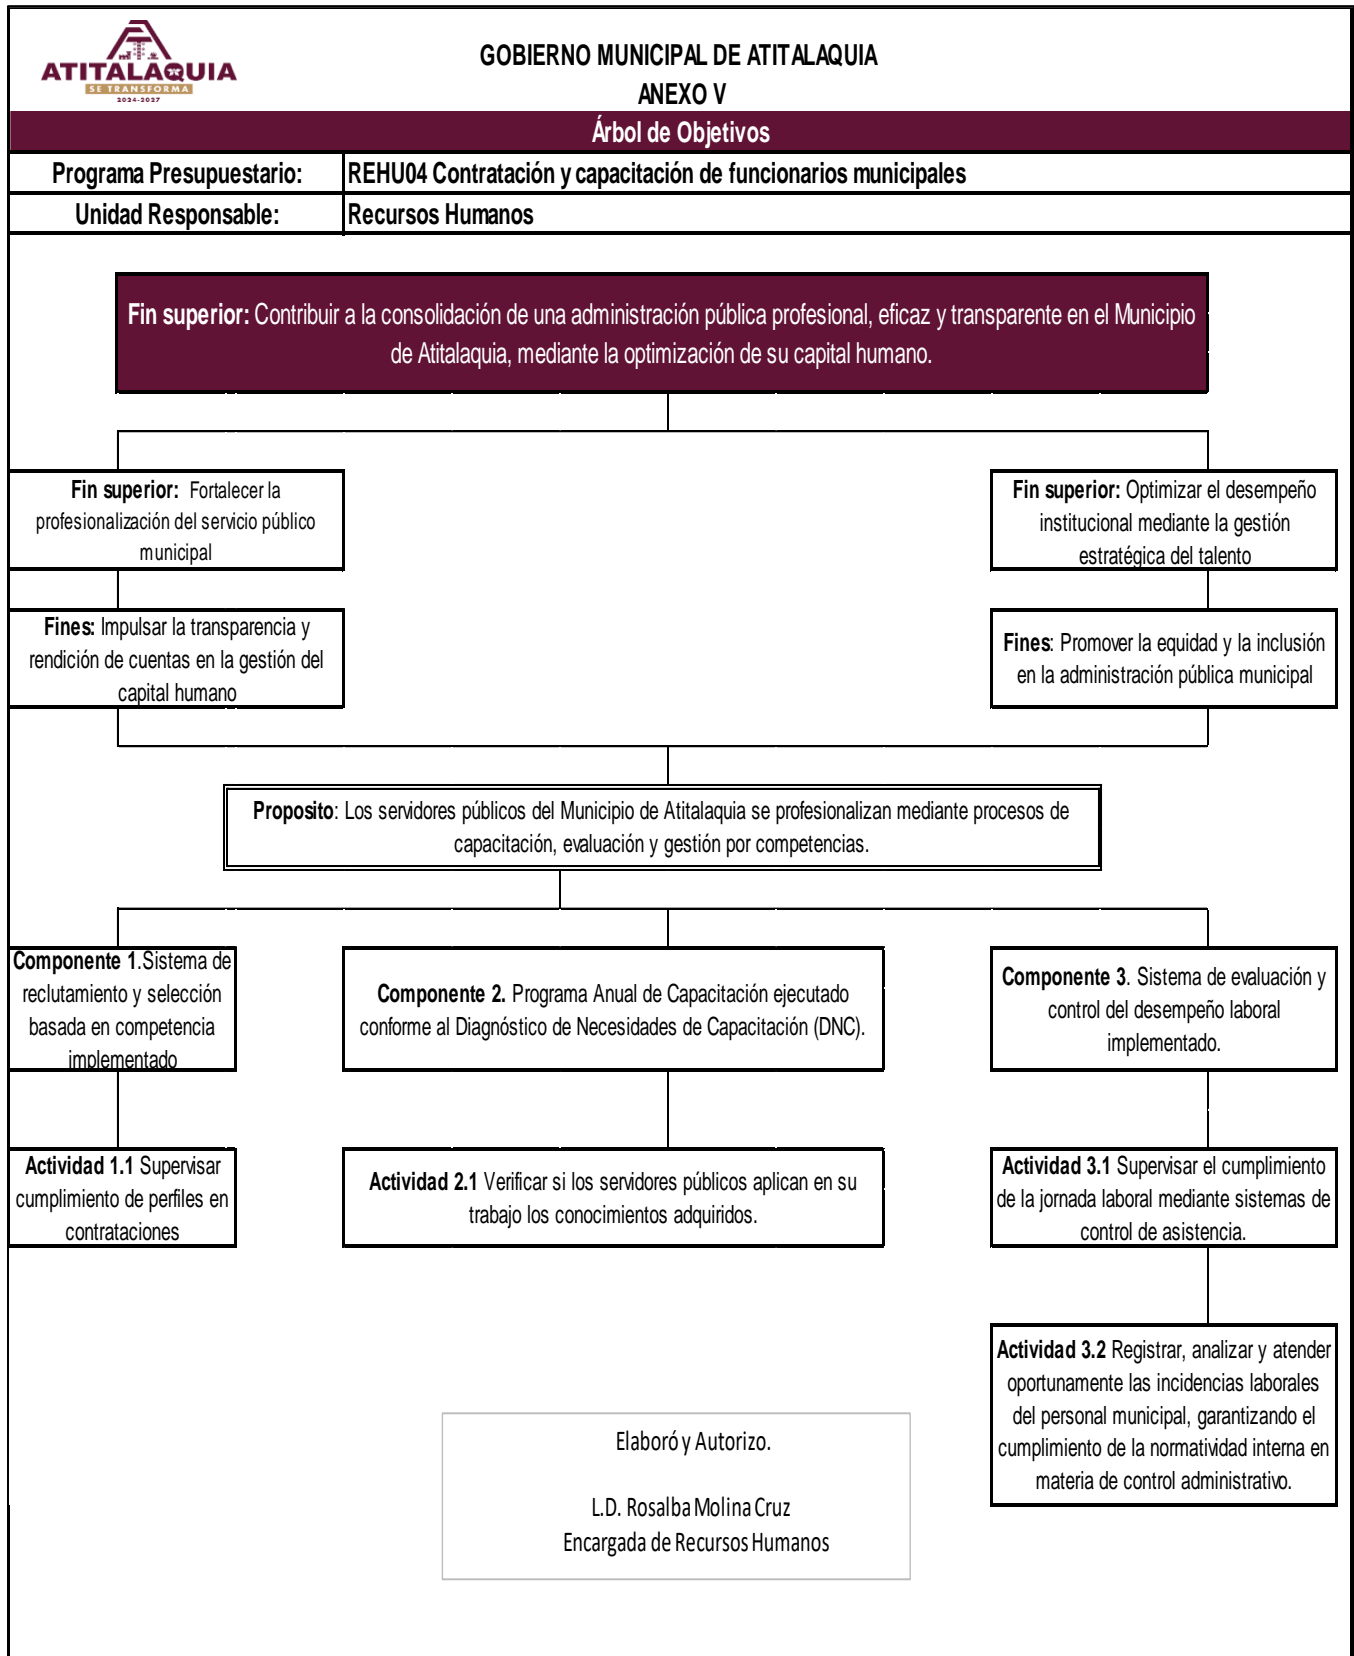 ATITALAQUIA
SE TRANSFORMA
2024-2027
GOBIERNO MUNICIPAL DE ATITALAQUIA
ANEXO V
Árbol de Objetivos
Programa Presupuestario:
REHU04 Contratación y capacitación de funcionarios municipales
Unidad Responsable:
Recursos Humanos
Fin superior: Contribuir a la consolidación de una administración pública profesional, eficaz y transparente en el Municipio
de Atitalaquia, mediante la optimización de su capital humano.
Fin superior: Fortalecer la
profesionalización del servicio público
municipal
Fin superior: Optimizar el desempeño
institucional mediante la gestión
estratégica del talento
Fines: Impulsar la transparencia y
rendición de cuentas en la gestión del
capital humano
Fines: Promover la equidad y la inclusión
en la administración pública municipal
Proposito: Los servidores públicos del Municipio de Atitalaquia se profesionalizan mediante procesos de
capacitación, evaluación y gestión por competencias.
Componente 1.Sistema de
reclutamiento y selección
basada en competencia
implementado
Componente 2. Programa Anual de Capacitación ejecutado
conforme al Diagnóstico de Necesidades de Capacitación (DNC).
Componente 3. Sistema de evaluación y
control del desempeño laboral
implementado.
Actividad 1.1 Supervisar
cumplimiento de perfiles en
contrataciones
Actividad 2.1 Verificar si los servidores públicos aplican en su
trabajo los conocimientos adquiridos.
Actividad 3.1 Supervisar el cumplimiento
de la jornada laboral mediante sistemas de
control de asistencia.
Actividad 3.2 Registrar, analizar y atender
oportunamente las incidencias laborales
del personal municipal, garantizando el
cumplimiento de la normatividad interna en
materia de control administrativo.
Elaboró y Autorizo.
L.D. Rosalba Molina Cruz
Encargada de Recursos Humanos